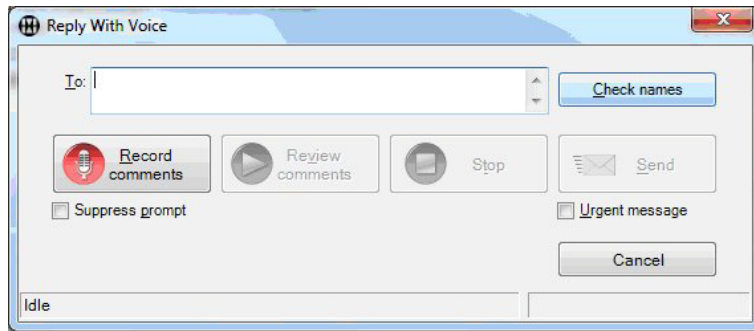 Reply With Voice
To:
Check names
Record
comments
Review
comments
Stop
Send
Suppress prompt
Urgent message
Cancel
Idle